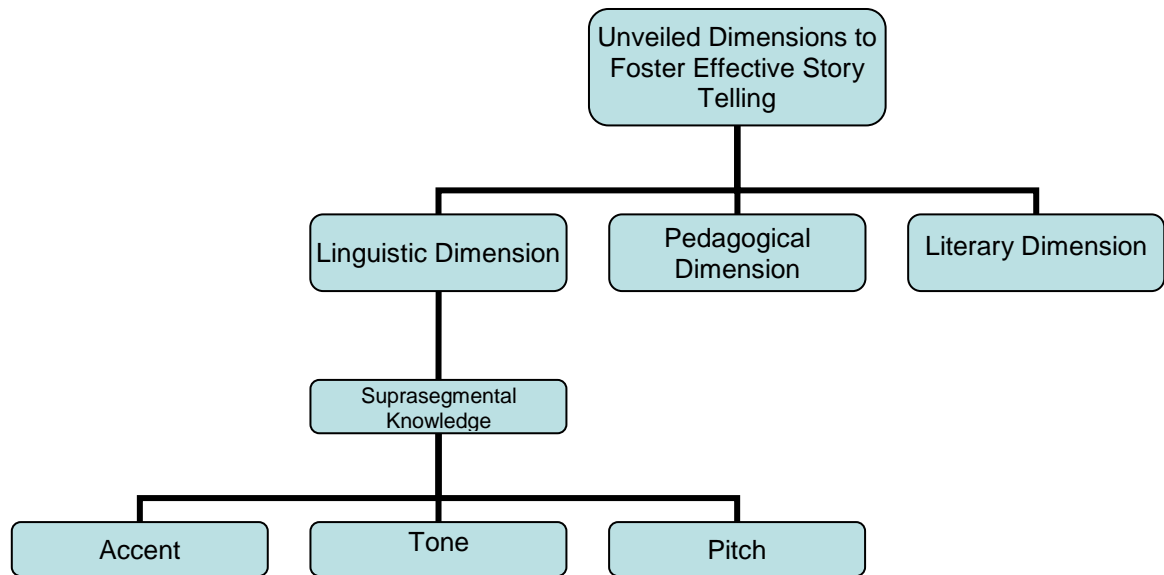 Unveiled Dimensions to
Foster Effective Story
Telling
Linguistic Dimension
Pedagogical
Dimension
Literary Dimension
Suprasegmental
Knowledge
Accent
Tone
Pitch